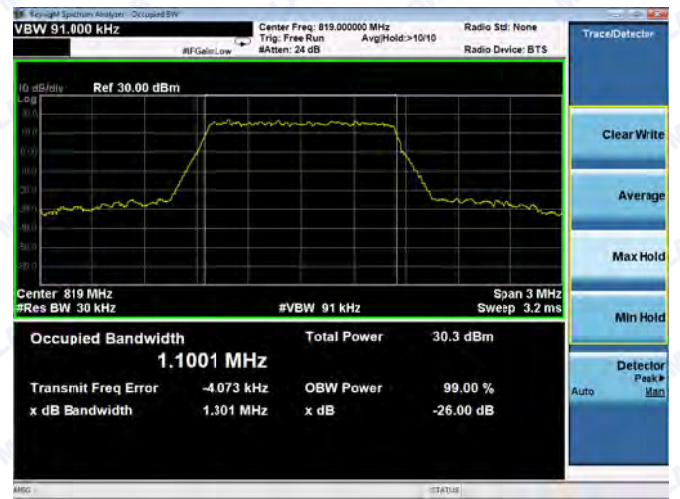 Keysight Spectrum Analyzer - Occupied BW
VBW 91.000 kHz
#IFGain:Low
Center Freq: 819.000000 MHz
Trig: Free Run Avg|Hold:>10/10
#Atten: 24 dB
Radio Std: None
Radio Device: BTS
Trace/Detector
10 dB/div Ref 30.00 dBm
Log
Clear Write
Average
Max Hold
Min Hold
Detector
Peak▶
Auto Man
Center 819 MHz Span 3 MHz
#Res BW 30 kHz #VBW 91 kHz Sweep 3.2 ms
Occupied Bandwidth Total Power 30.3 dBm
1.1001 MHz
Transmit Freq Error -4.073 kHz OBW Power 99.00 %
x dB Bandwidth 1.301 MHz x dB -26.00 dB
MSG STATUS